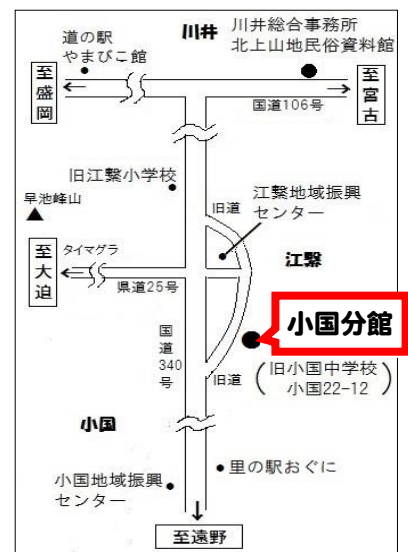 道の駅
やまびこ館
川井
川井総合事務所
北上山地民俗資料館
至盛岡
至宮古
国道106号
旧江繋小学校
早池峰山
旧道
江繋地域振興
センター
至大迫
タイマグラ
県道25号
江繋
小国分館
(旧小国中学校
小国22-12)
国道340号
旧道
小国
里の駅おぐに
小国地域振興
センター
至遠野